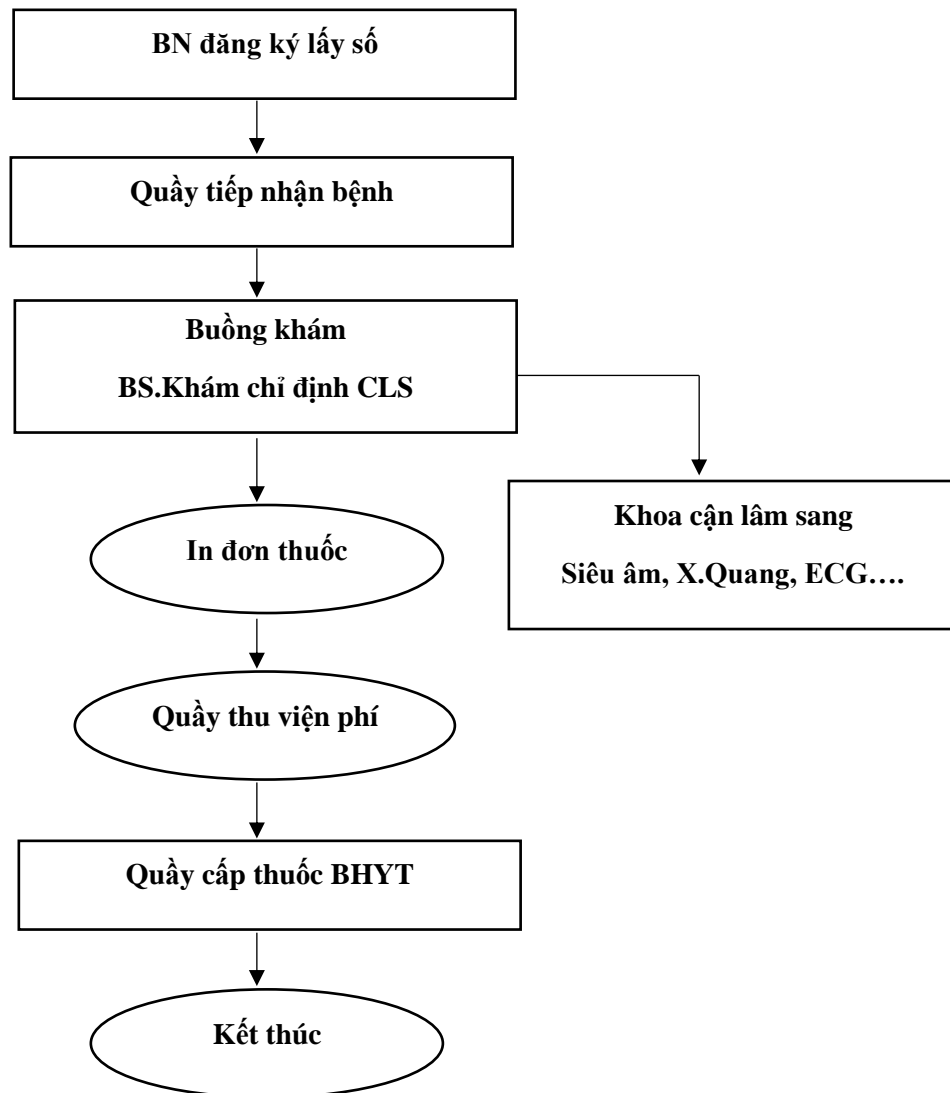 BN đăng ký lấy số
Quầy tiếp nhận bệnh
Buồng khám
BS.Khám chỉ định CLS
Khoa cận lâm sang
Siêu âm, X.Quang, ECG….
In đơn thuốc
Quầy thu viện phí
Quầy cấp thuốc BHYT
Kết thúc